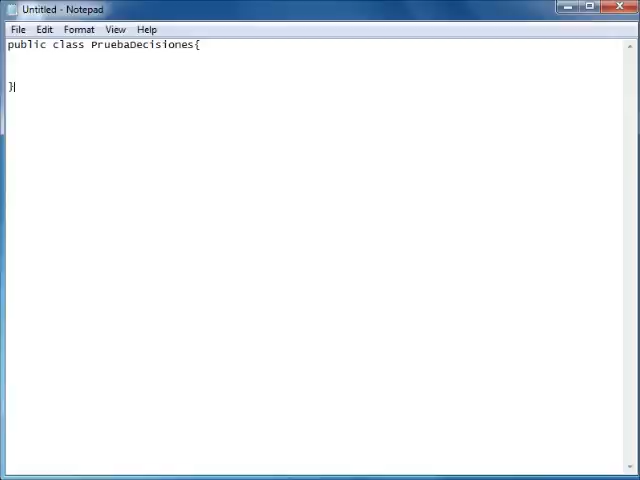 Untitled - Notepad
File Edit Format View Help
public class PruebaDecisiones{
}